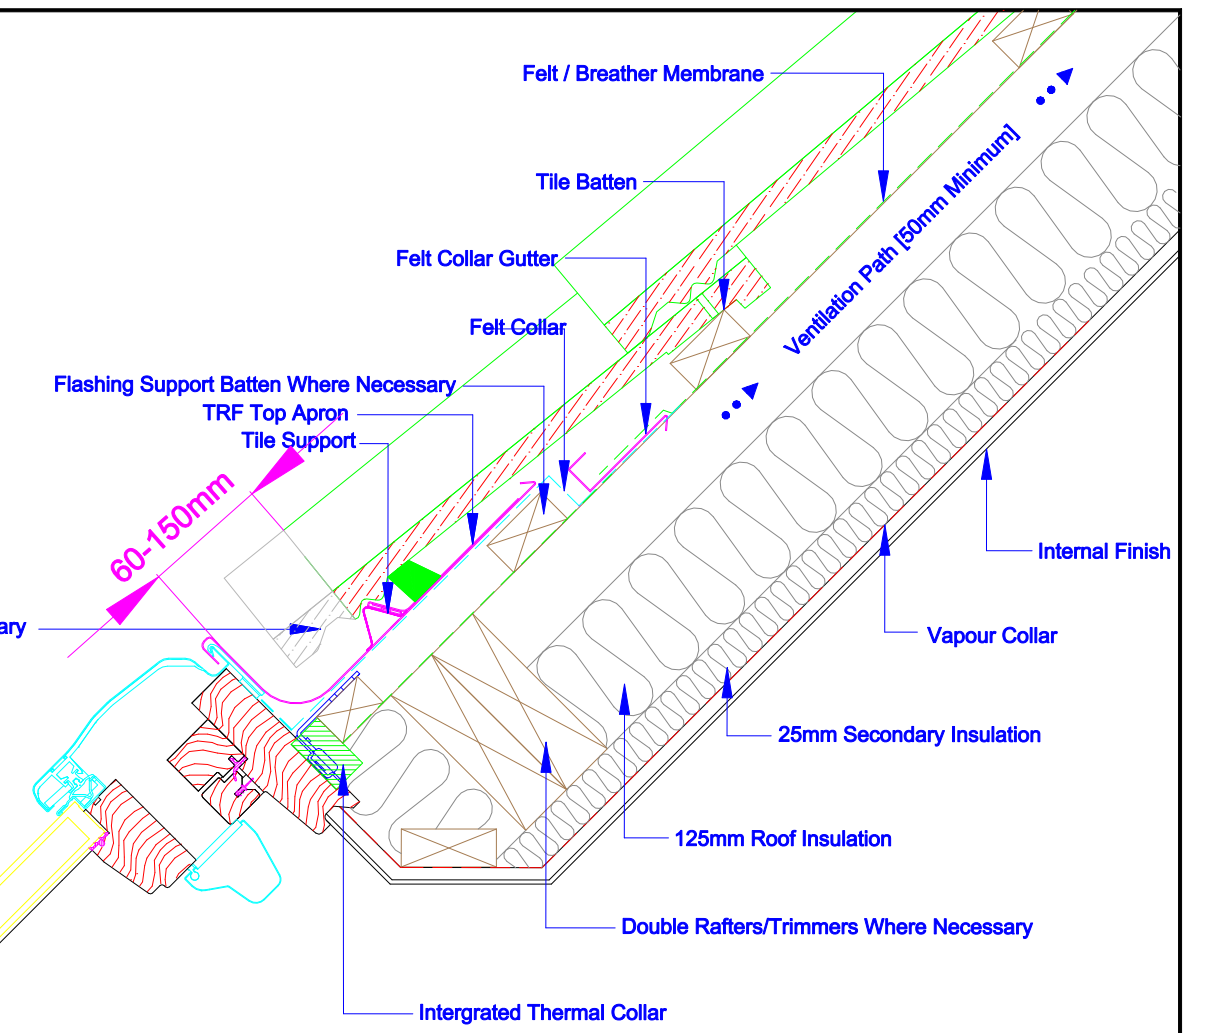 Felt / Breather Membrane
Tile Batten
Ventilation Path [50mm Minimum]
Felt Collar Gutter
Felt Collar
Flashing Support Batten Where Necessary
TRF Top Apron
Tile Support
60-150mm
Internal Finish
ary
Vapour Collar
25mm Secondary Insulation
125mm Roof Insulation
Double Rafters/Trimmers Where Necessary
Intergrated Thermal Collar